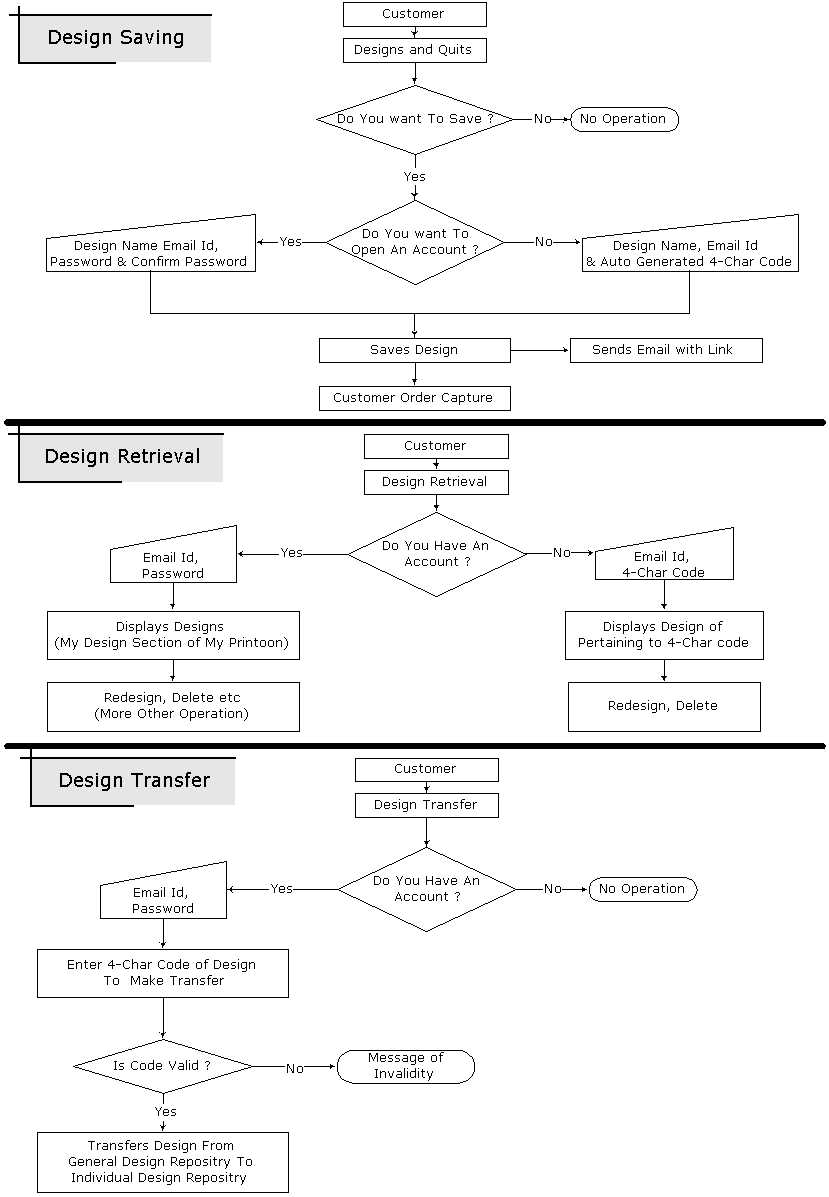 Design Saving
Customer
Designs and Quits
Do You want To Save ?
No
No Operation
Yes
Do You want To
Open An Account ?
Yes
No
Design Name Email Id,
Password & Confirm Password
Design Name, Email Id
& Auto Generated 4-Char Code
Saves Design
Sends Email with Link
Customer Order Capture
Design Retrieval
Customer
Design Retrieval
Do You Have An
Account ?
Yes
No
Email Id,
Password
Email Id,
4-Char Code
Displays Designs
(My Design Section of My Printoon)
Displays Design of
Pertaining to 4-Char code
Redesign, Delete etc
(More Other Operation)
Redesign, Delete
Design Transfer
Customer
Design Transfer
Do You Have An
Account ?
Yes
No
No Operation
Email Id,
Password
Enter 4-Char Code of Design
To Make Transfer
Is Code Valid ?
No
Message of
Invalidity
Yes
Transfers Design From
General Design Repositry To
Individual Design Repositry